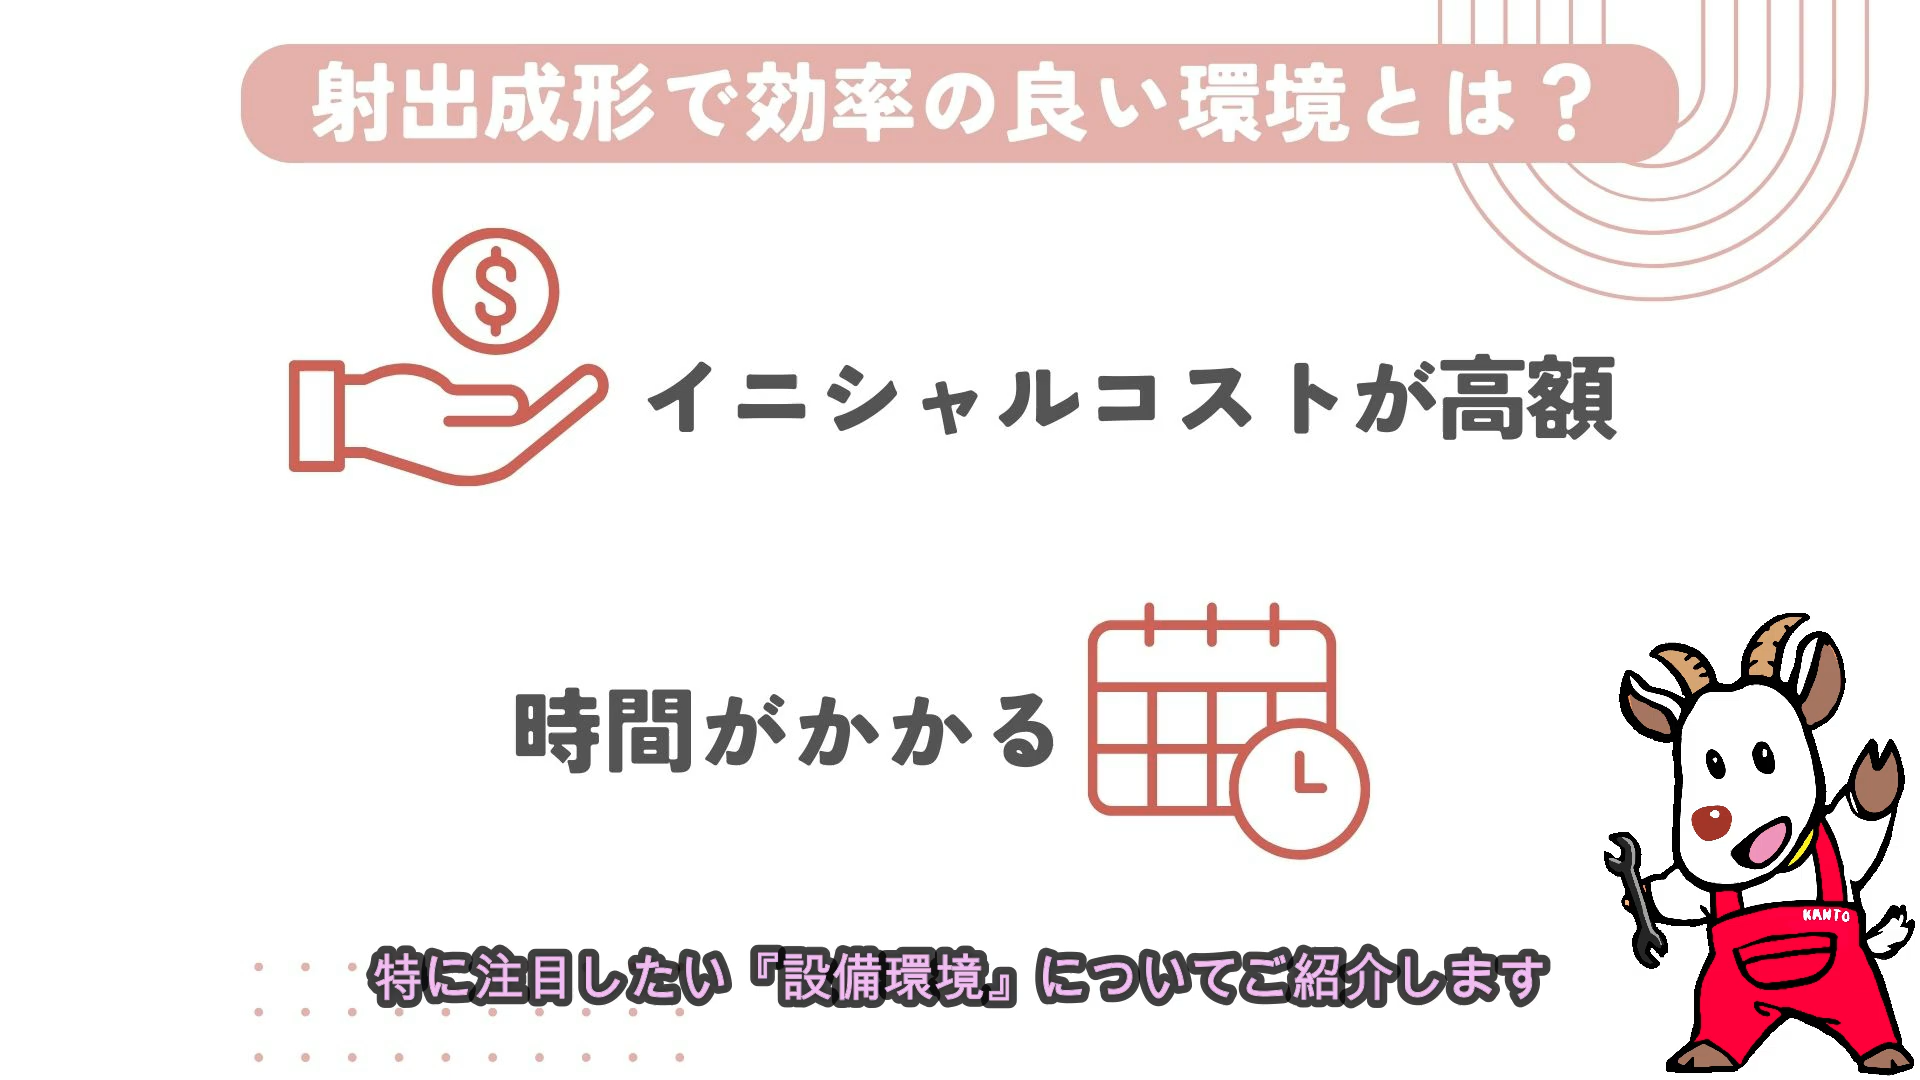 射出成形で効率の良い環境とは？
$
イニシャルコストが高額
時間がかかる
KANTO
特に注目したい『設備環境』についてご紹介します